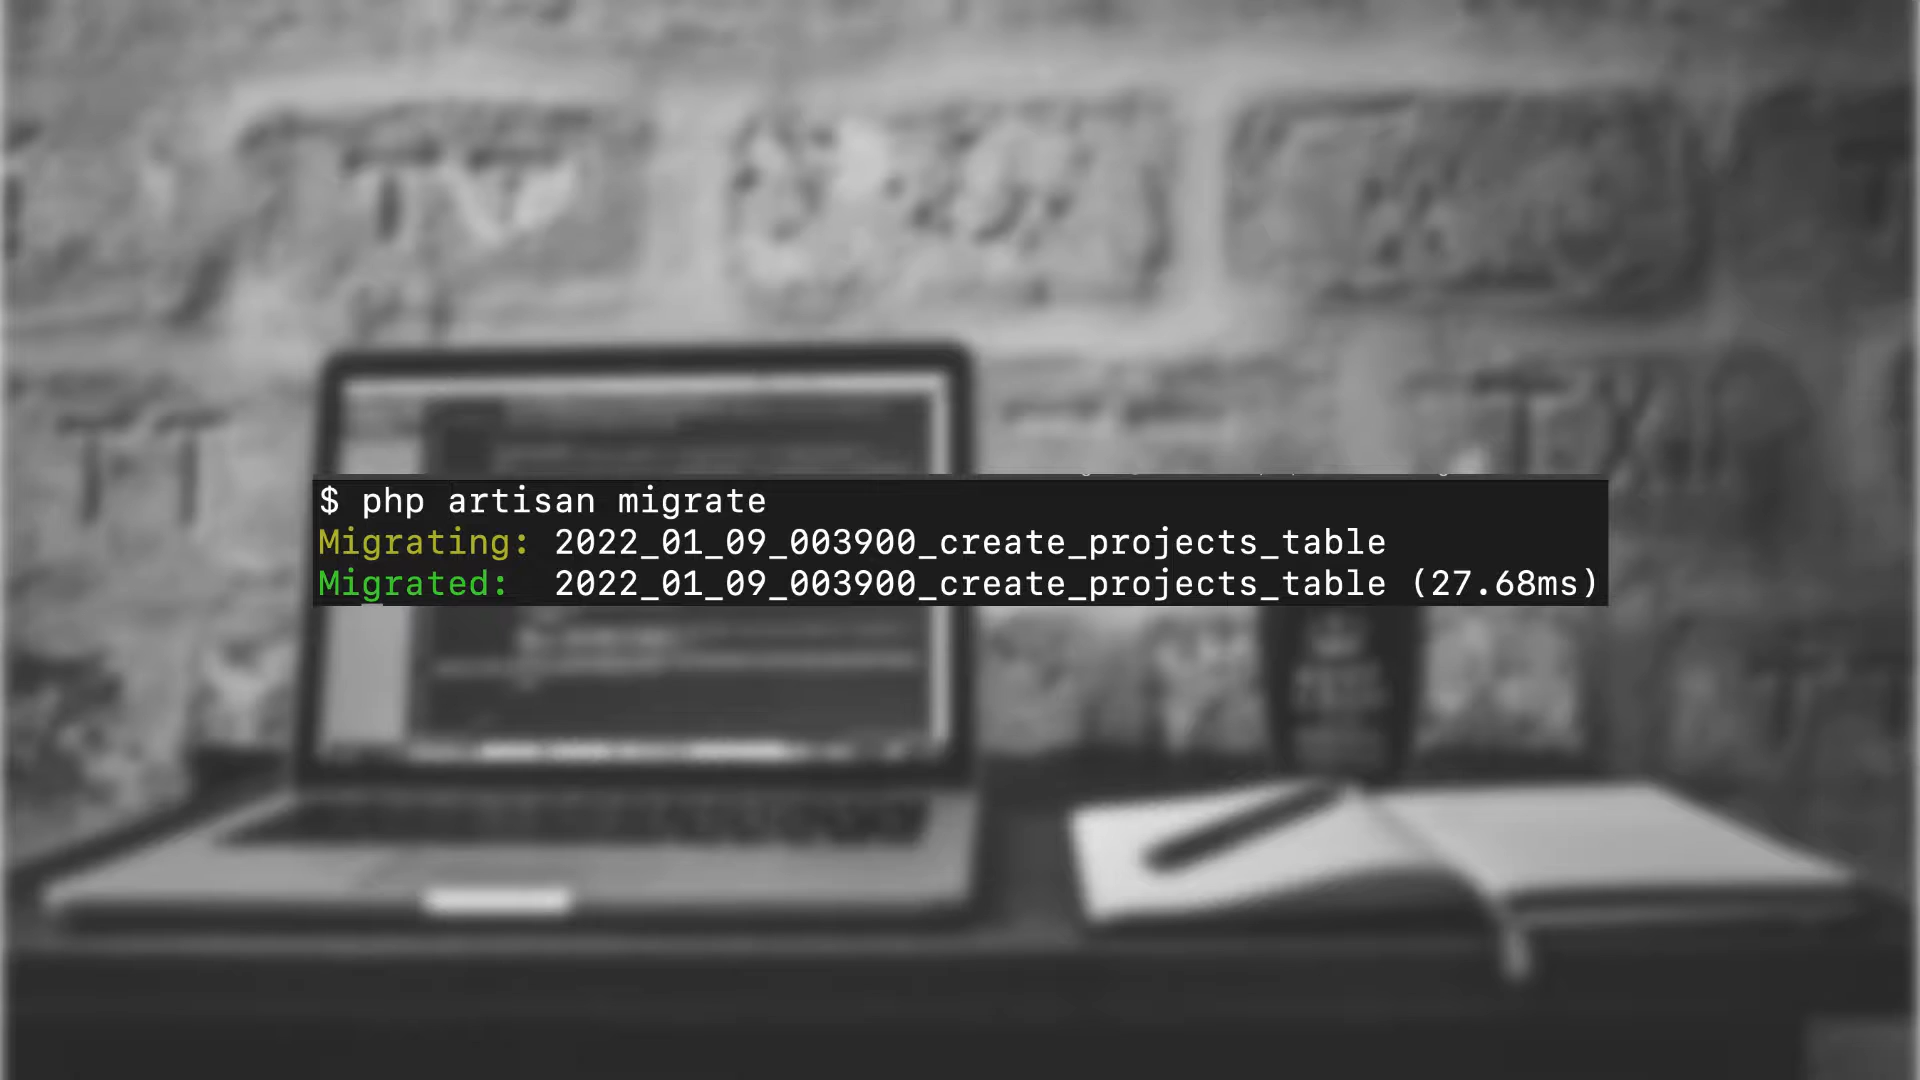 $ php artisan migrate
Migrating: 2022_01_09_003900_create_projects_table
Migrated:  2022_01_09_003900_create_projects_table (27.68ms)